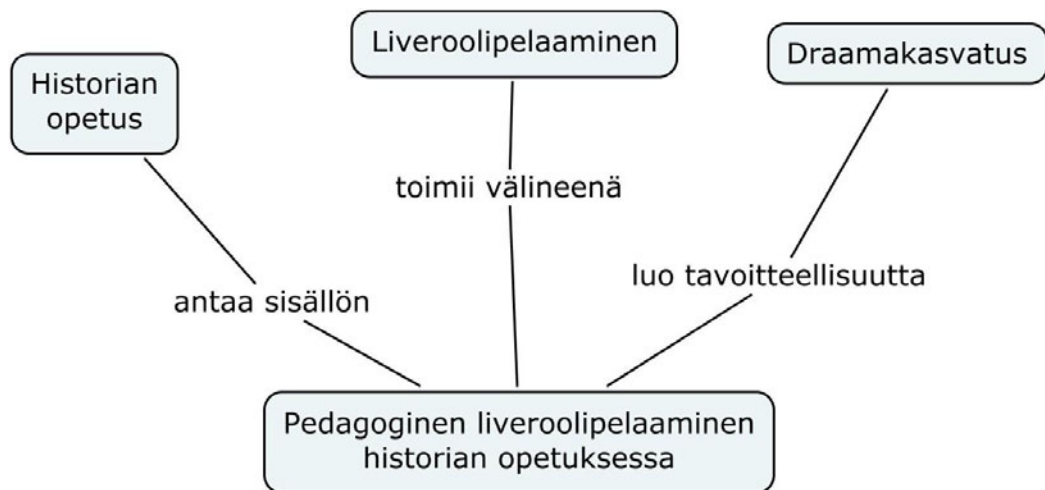 Liveroolipelaaminen
Draamakasvatus
Historian
opetus
toimii välineenä
luo tavoitteellisuutta
antaa sisällön
Pedagoginen liveroolipelaaminen
historian opetuksessa